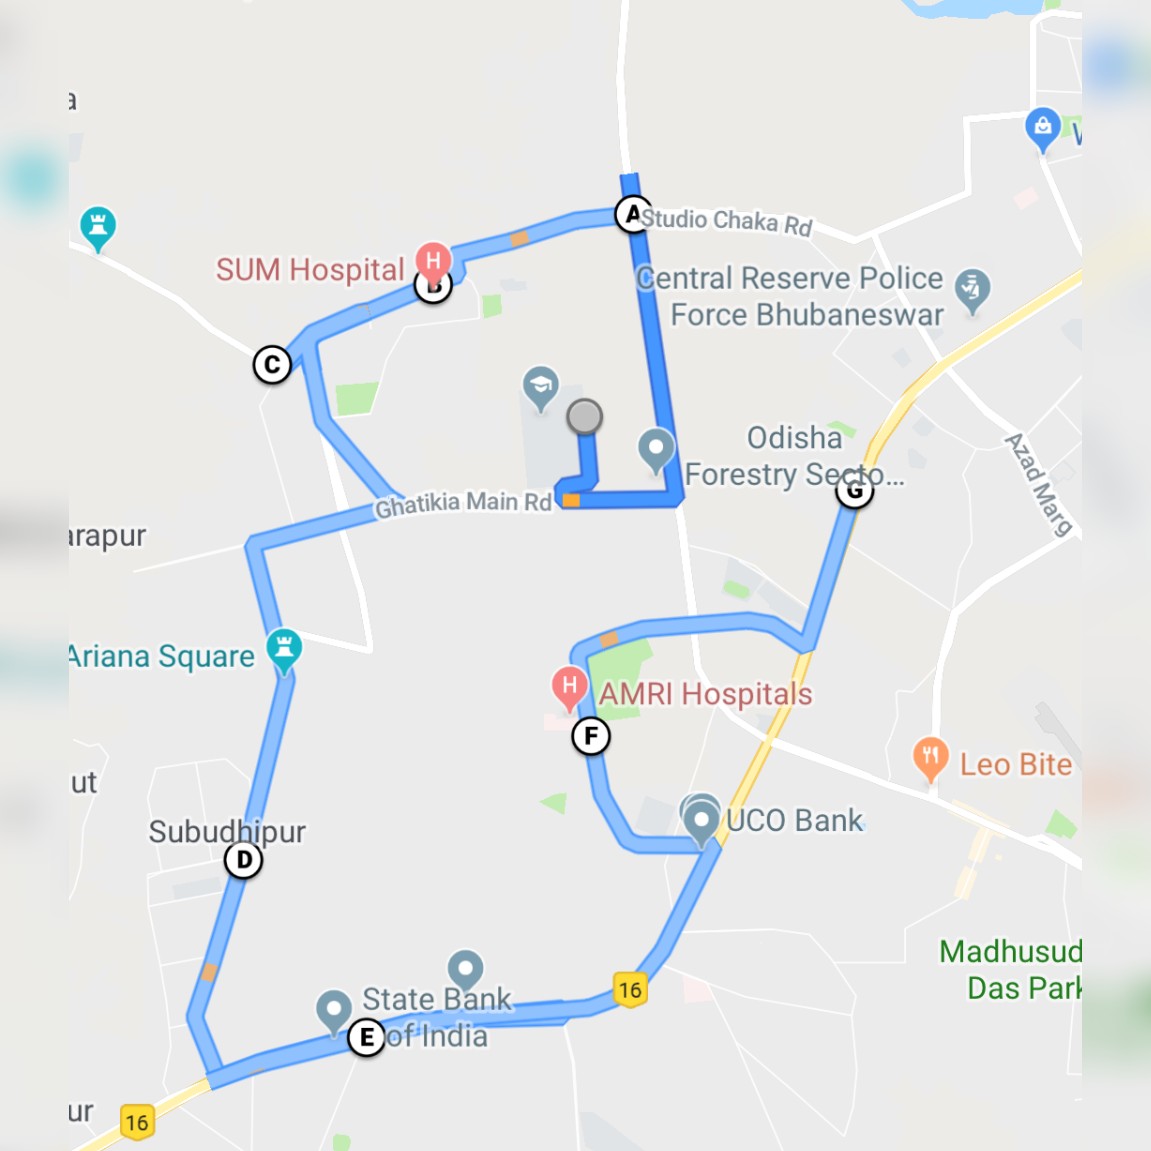 a
A
Studio Chaka Rd
SUM Hospital
H
B
Central Reserve Police
Force Bhubaneswar
C
Odisha
Forestry Secto...
Azad Marg
G
Ghatikia Main Rd
arapur
Ariana Square
H
AMRI Hospitals
F
Leo Bite
ut
UCO Bank
Subudhipur
D
Madhusud
Das Park
16
State Bank
of India
E
ur
16